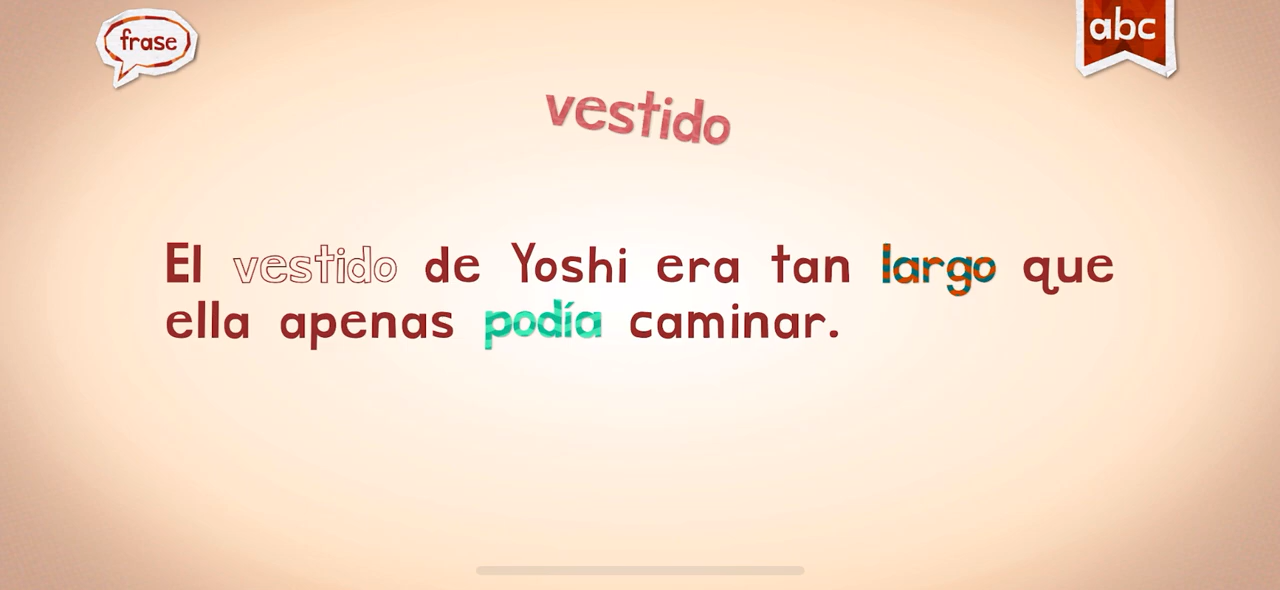 frase
abc
vestido
El vestido de Yoshi era tan largo que
ella apenas podía caminar.